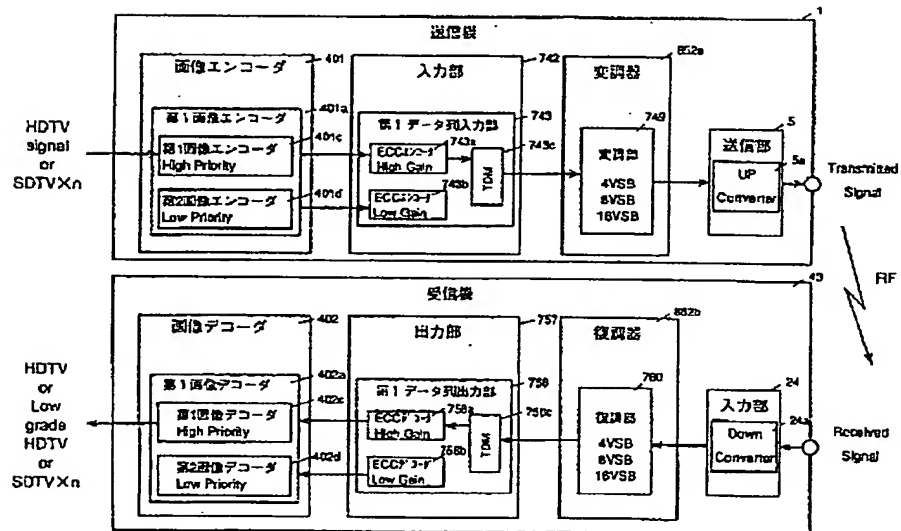 1
送信機
画像エンコーダ
401
入力部
742
変調器
852a
第1画像エンコーダ
401a
第1画像エンコーダ
High Priority
401c
第2画像エンコーダ
Low Priority
401d
HDTV
signal
or
SDTV×n
第1データ列入力部
743
ECCエンコーダ
High Gain
743a
ECCエンコーダ
Low Gain
743b
TDM
743c
749
変調部
4VSB
8VSB
16VSB
5
送信部
5a
UP
Converter
Transmitted
Signal
RF
43
受信機
画像デコーダ
402
出力部
757
復調器
852b
第1画像デコーダ
402a
第1画像デコーダ
High Priority
402c
第2画像デコーダ
Low Priority
402d
HDTV
or
Low
grade
HDTV
or
SDTV×n
第1データ列出力部
758
ECCデコーダ
High Gain
758a
ECCデコーダ
Low Gain
756b
TDM
750c
760
復調部
4VSB
8VSB
16VSB
24
入力部
24a
Down
Converter
Received
Signal